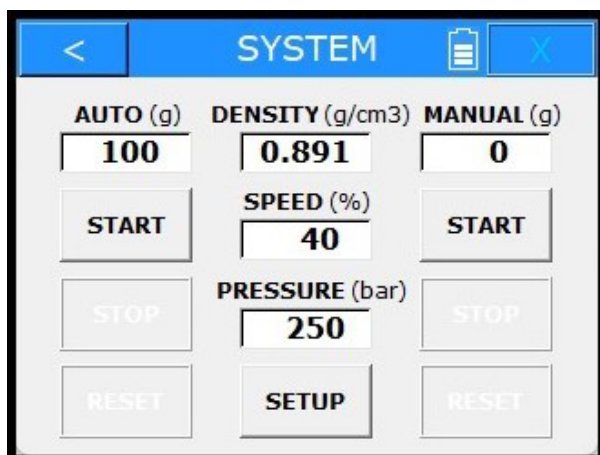 < SYSTEM X
AUTO (g) DENSITY (g/cm3) MANUAL (g)
100 0.891 0
SPEED (%)
START 40 START
PRESSURE (bar)
STOP 250 STOP
RESET SETUP RESET